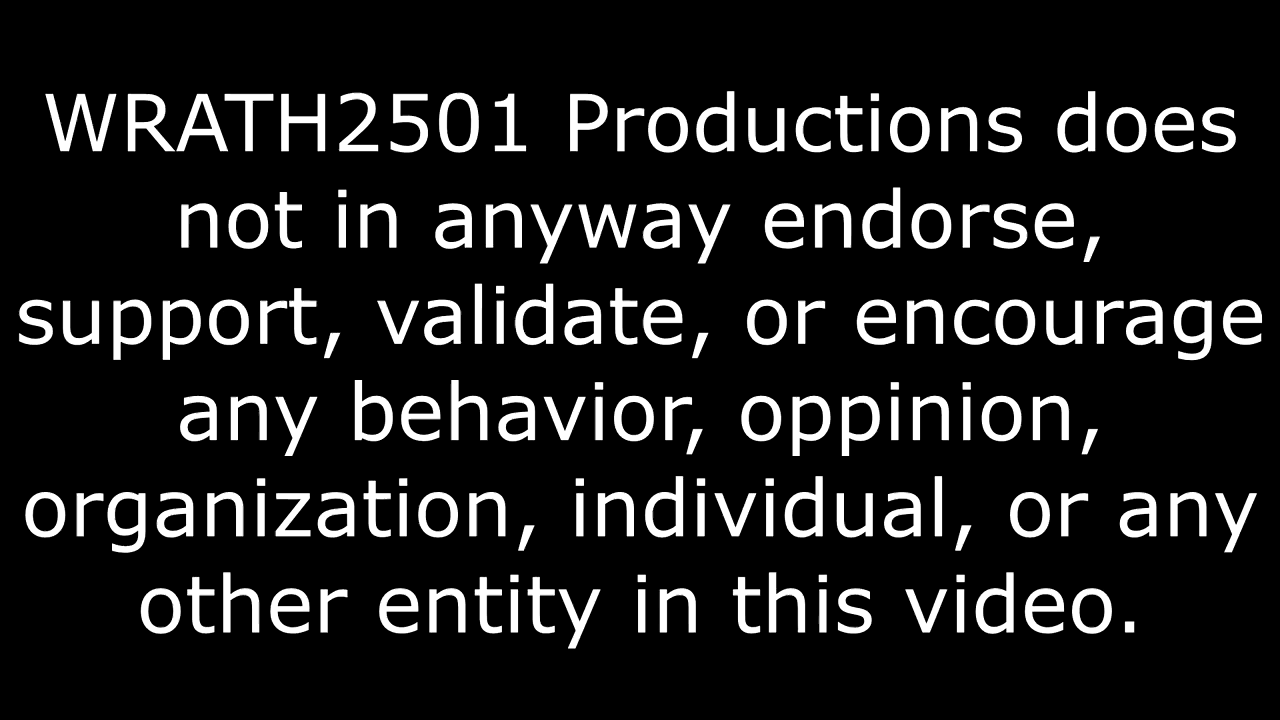 WRATH2501 Productions does
not in anyway endorse,
support, validate, or encourage
any behavior, oppinion,
organization, individual, or any
other entity in this video.